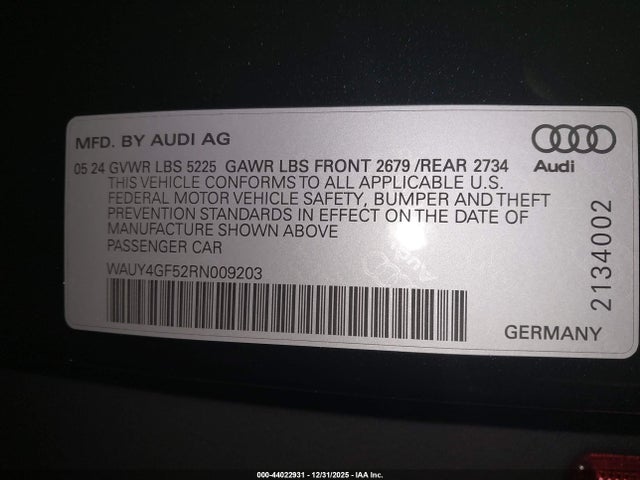 MFD. BY AUDI AG
05 24 GVWR LBS 5225 GAWR LBS FRONT 2679 /REAR 2734
THIS VEHICLE CONFORMS TO ALL APPLICABLE U.S.
FEDERAL MOTOR VEHICLE SAFETY, BUMPER AND THEFT
PREVENTION STANDARDS IN EFFECT ON THE DATE OF
MANUFACTURE SHOWN ABOVE
PASSENGER CAR
WAUY4GF52RN009203
Audi
2134002
Audi
GERMANY
000-44022931 - 12/31/2025 - IAA Inc.